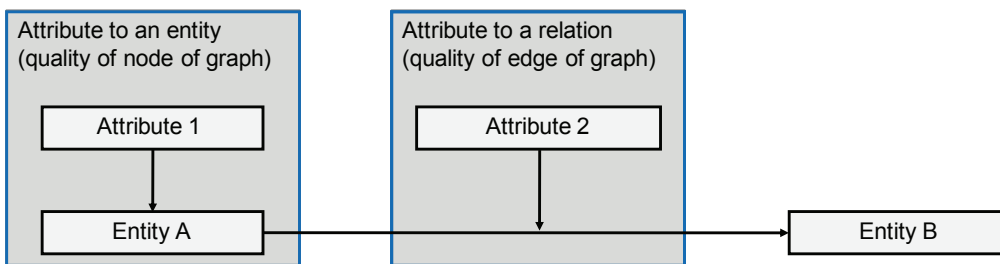 Attribute to an entity
(quality of node of graph)
Attribute 1
Entity A
Attribute to a relation
(quality of edge of graph)
Attribute 2
Entity B